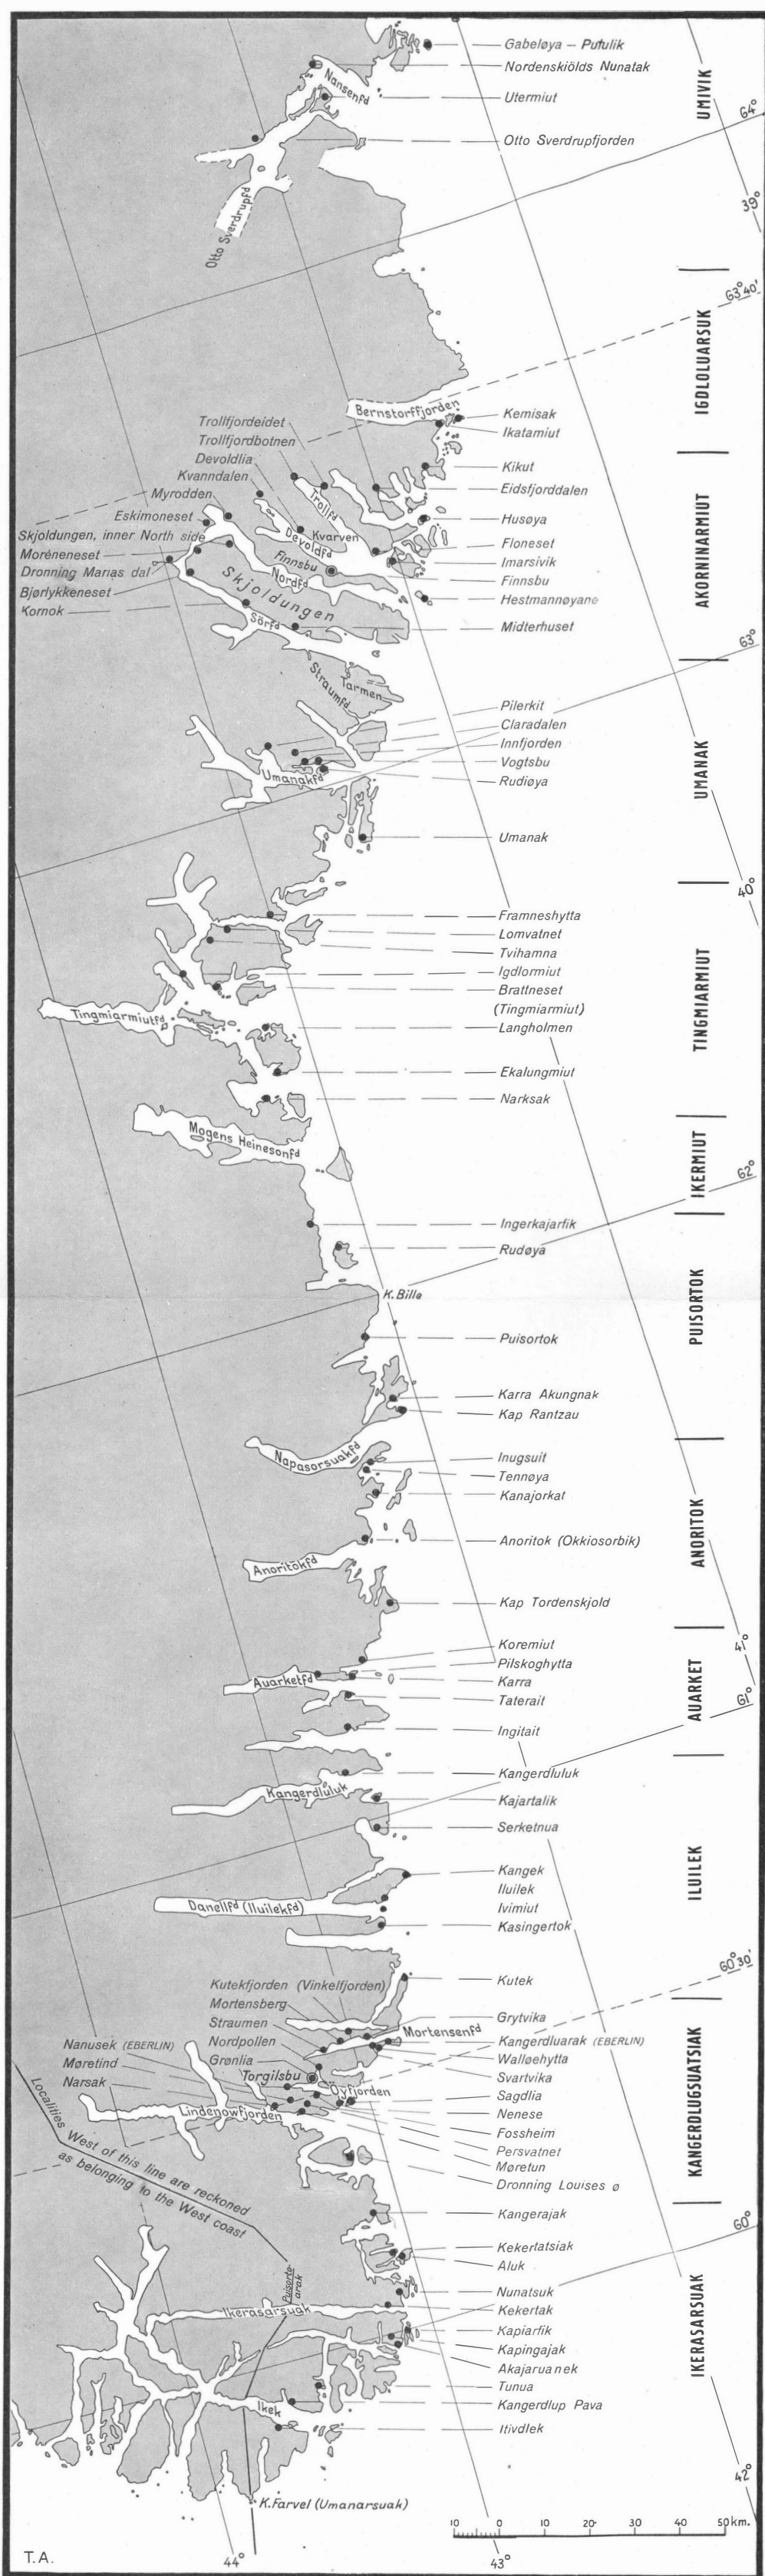 Gabeløya – Putulik
Nordenskiölds Nunatak
Nansenfd
Utermiut
UMIVIK
64°
Otto Sverdrupfjorden
Otto Sverdrupfd
39°
63°40'
IGDLOLUARSUK
Bernstorffjorden
Kemisak
Ikatamiut
Trollfjordeidet
Trollfjordbotnen
Devoldlia
Kvanndalen
Myrodden
Eskimoneset
Skjoldungen, inner North side
Moréneneset
Dronning Marias dal
Bjørlykkeneset
Kornok
Kikut
Eidsfjorddalen
Husøya
Floneset
Imarsivik
Finnsbu
Hestmannøyane
Midterhuset
Trollfd
Kvarven
Devoldfd
Finnsbu
Nordfd
Skjoldungen
Sörfd
AKORNINARMIUT
63°
Tarmen
Straumfd
Pilerkit
Claradalen
Innfjorden
Vogtsbu
Rudiøya
Umanakfd
Umanak
UMANAK
40°
Framneshytta
Lomvatnet
Tvihamna
Igdlormiut
Brattneset
(Tingmiarmiut)
Langholmen
Tingmiarmiutfd
Ekalungmiut
Narksak
TINGMIARMIUT
Mogens Heinesonfd
IKERMIUT
62°
Ingerkajarfik
Rudøya
K. Bille
Puisortok
PUISORTOK
Karra Akungnak
Kap Rantzau
Napasorsuakfd
Inugsuit
Tennøya
Kanajorkat
Anoritok (Okkiosorbik)
Anoritokfd
Kap Tordenskjold
ANORITOK
41°
Koremiut
Pilskoghytta
Karra
Taterait
Auarketfd
Ingitait
AUARKET
61°
Kangerdluluk
Kangerdluluk
Kajartalik
Serketnua
Kangek
Iluilek
Ivimiut
Kasingertok
Danellfd (Iluilekfd)
ILUILEK
60°30'
Kutek
Kutekfjorden (Vinkelfjorden)
Mortensberg
Straumen
Nordpollen
Grønlia
Torgilsbu
Nanusek (EBERLIN)
Møretind
Narsak
Grytvika
Mortensenfd
Kangerdluarak (EBERLIN)
Walløehytta
Svartvika
Öyfjorden
Sagdlia
Nenese
Lindenowfjorden
Fossheim
Persvatnet
Møretun
Dronning Louises ø
KANGERDLUGSUATSIAK
Localities
West of this line are reckoned
as belonging to the West coast
Kangerajak
60°
Kekertatsiak
Aluk
Puisorto-
arak
Nunatsuk
Ikerasarsuak
Kekertak
Kapiarfik
Kapingajak
Akajaruanek
Tunua
Kangerdlup Pava
Ikek
Itivdlek
IKERASARSUAK
42°
K. Farvel (Umanarsuak)
10 0 10 20 30 40 50 km.
T.A.
44°
43°